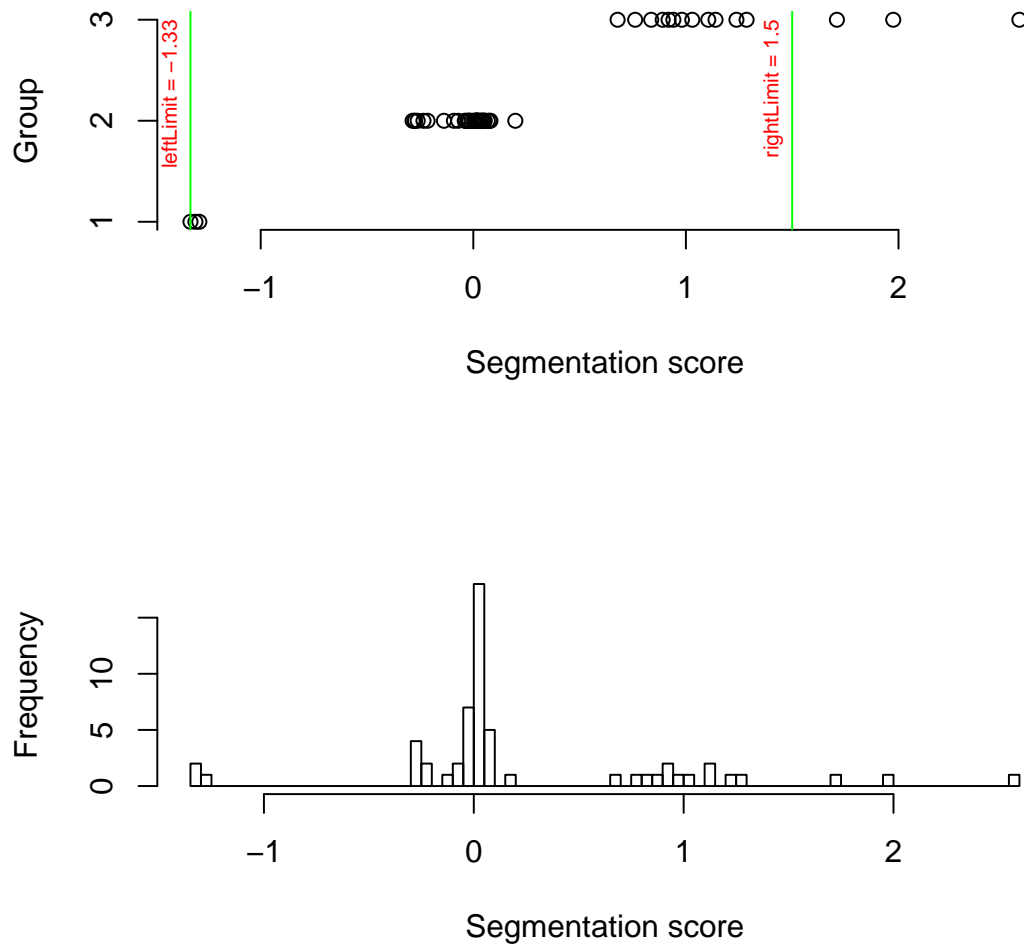 3
2
1
Group
leftLimit = −1.33
rightLimit = 1.5
−1 0 1 2
Segmentation score
10
5
0
Frequency
−1 0 1 2
Segmentation score